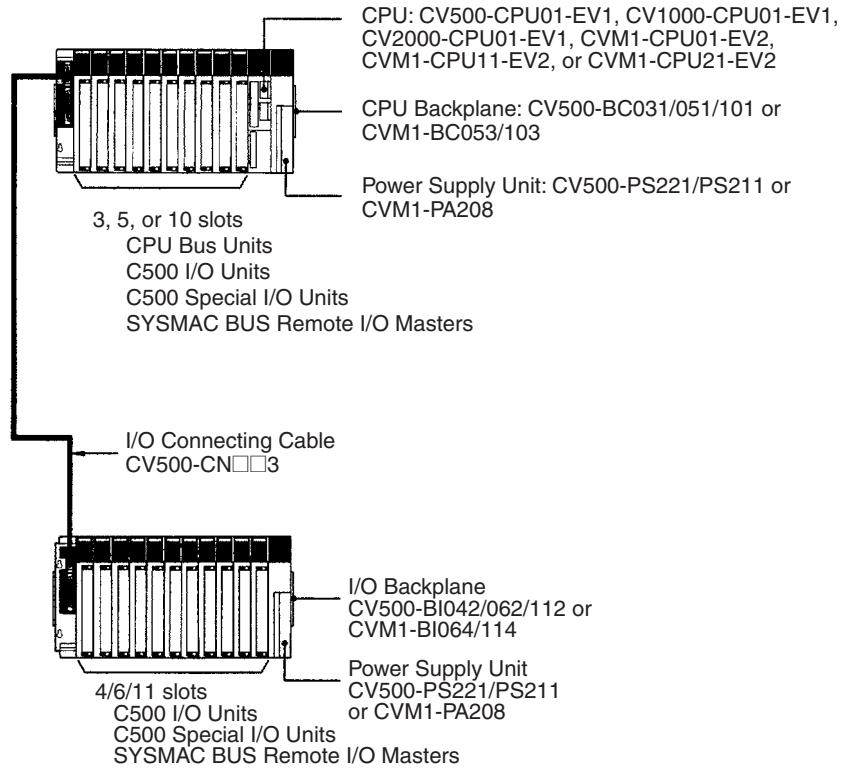 CPU: CV500-CPU01-EV1, CV1000-CPU01-EV1,
CV2000-CPU01-EV1, CVM1-CPU01-EV2,
CVM1-CPU11-EV2, or CVM1-CPU21-EV2
CPU Backplane: CV500-BC031/051/101 or
CVM1-BC053/103
Power Supply Unit: CV500-PS221/PS211 or
CVM1-PA208
3, 5, or 10 slots
CPU Bus Units
C500 I/O Units
C500 Special I/O Units
SYSMAC BUS Remote I/O Masters
I/O Connecting Cable
CV500-CN□□3
I/O Backplane
CV500-BI042/062/112 or
CVM1-BI064/114
Power Supply Unit
CV500-PS221/PS211
or CVM1-PA208
4/6/11 slots
C500 I/O Units
C500 Special I/O Units
SYSMAC BUS Remote I/O Masters